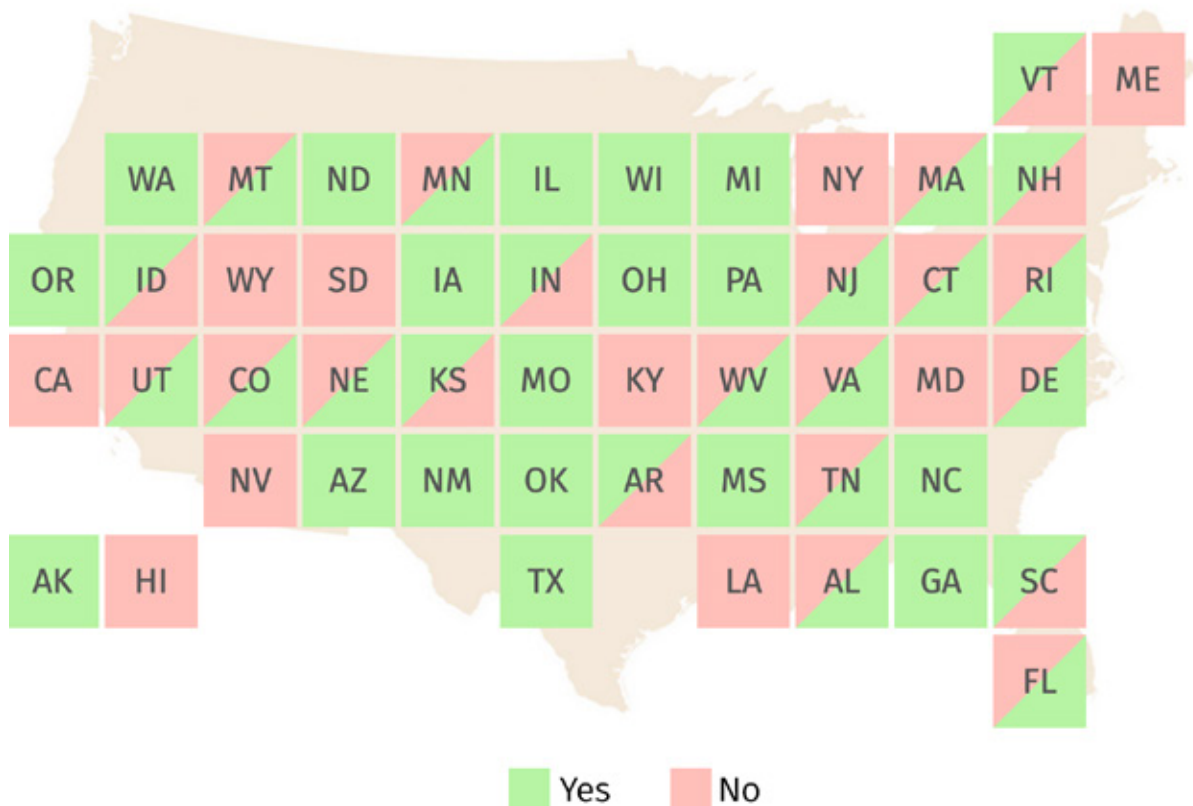 VT ME
WA MT ND MN IL WI MI NY MA NH
OR ID WY SD IA IN OH PA NJ CT RI
CA UT CO NE KS MO KY WV VA MD DE
NV AZ NM OK AR MS TN NC
AK HI TX LA AL GA SC
FL
Yes No